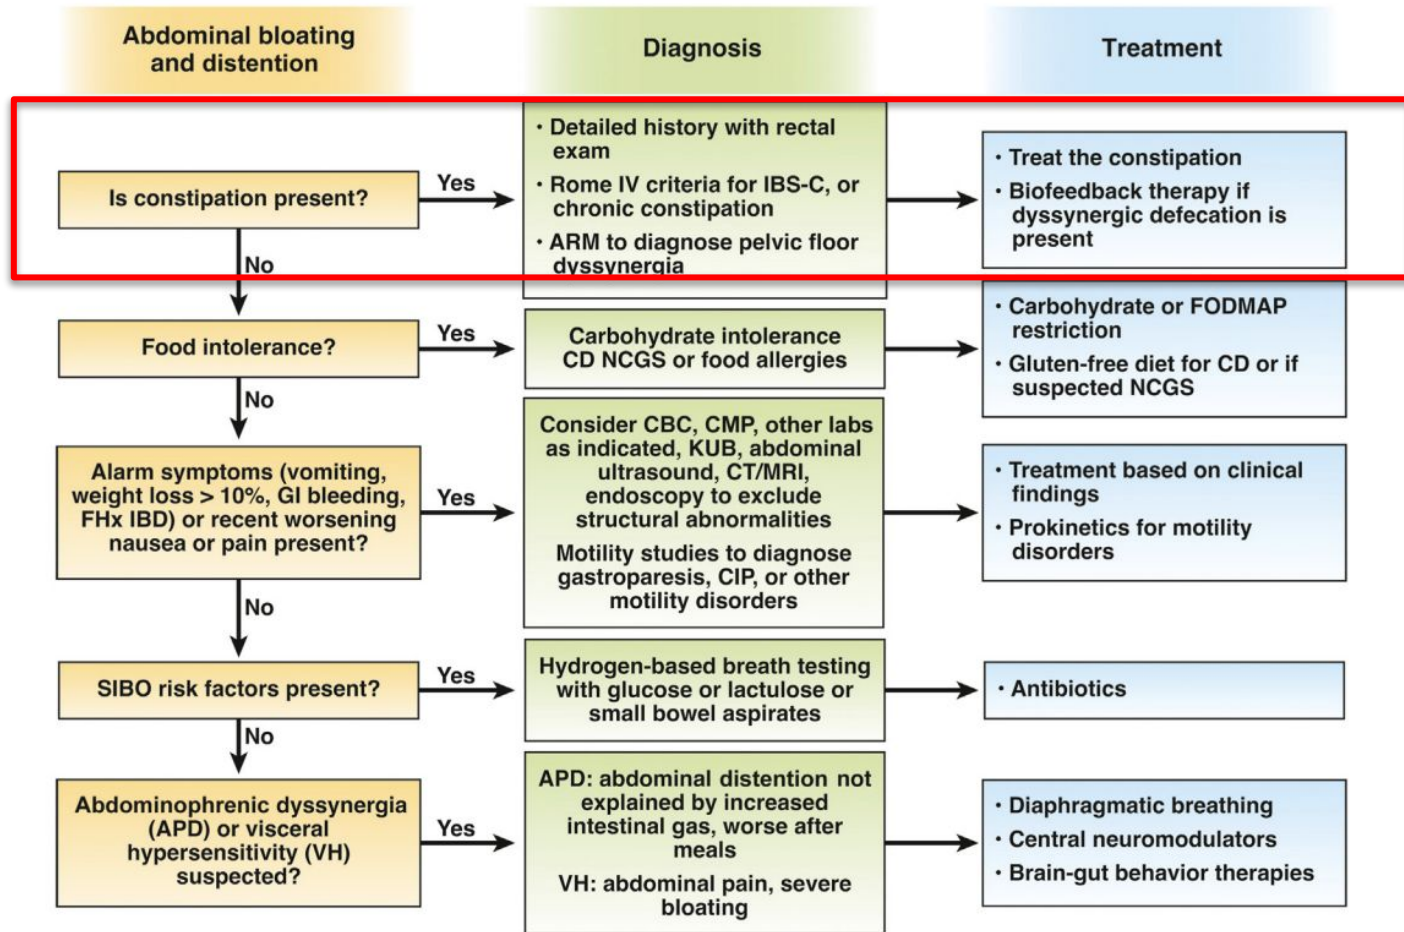 Abdominal bloating
and distention
Diagnosis
Treatment
Is constipation present?
Yes
No
· Detailed history with rectal
exam
· Rome IV criteria for IBS-C, or
chronic constipation
· ARM to diagnose pelvic floor
dyssynergia
· Treat the constipation
· Biofeedback therapy if
dyssynergic defecation is
present
Food intolerance?
Yes
No
Carbohydrate intolerance
CD NCGS or food allergies
· Carbohydrate or FODMAP
restriction
· Gluten-free diet for CD or if
suspected NCGS
Alarm symptoms (vomiting,
weight loss > 10%, GI bleeding,
FHx IBD) or recent worsening
nausea or pain present?
Yes
No
Consider CBC, CMP, other labs
as indicated, KUB, abdominal
ultrasound, CT/MRI,
endoscopy to exclude
structural abnormalities
Motility studies to diagnose
gastroparesis, CIP, or other
motility disorders
· Treatment based on clinical
findings
· Prokinetics for motility
disorders
SIBO risk factors present?
Yes
No
Hydrogen-based breath testing
with glucose or lactulose or
small bowel aspirates
· Antibiotics
Abdominophrenic dyssynergia
(APD) or visceral
hypersensitivity (VH)
suspected?
Yes
APD: abdominal distention not
explained by increased
intestinal gas, worse after
meals
VH: abdominal pain, severe
bloating
· Diaphragmatic breathing
· Central neuromodulators
· Brain-gut behavior therapies